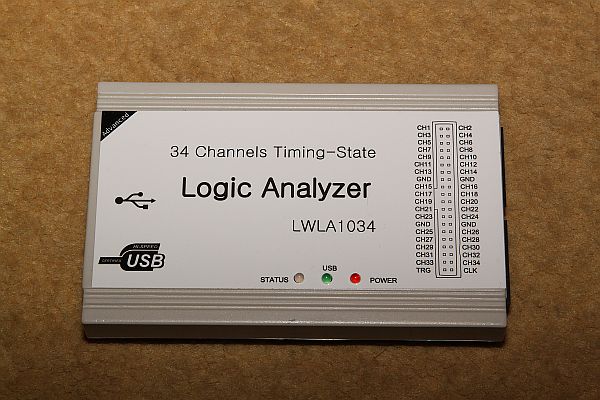 Advanced
34 Channels Timing-State
Logic Analyzer
LWLA1034
HI-SPEED
CERTIFIED USB
STATUS USB POWER
CH1 CH2
CH3 CH4
CH5 CH6
CH7 CH8
CH9 CH10
CH11 CH12
CH13 CH14
GND GND
CH15 CH16
CH17 CH18
CH19 CH20
CH21 CH22
CH23 CH24
GND GND
CH25 CH26
CH27 CH28
CH29 CH30
CH31 CH32
CH33 CH34
TRG CLK